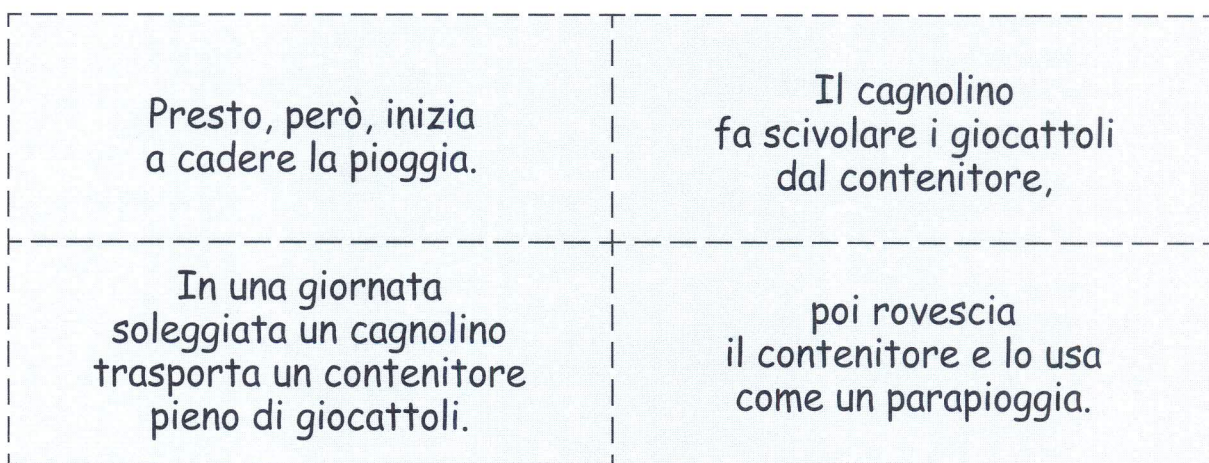 Presto, però, inizia
a cadere la pioggia.
Il cagnolino
fa scivolare i giocattoli
dal contenitore,
In una giornata
soleggiata un cagnolino
trasporta un contenitore
pieno di giocattoli.
poi rovescia
il contenitore e lo usa
come un parapioggia.